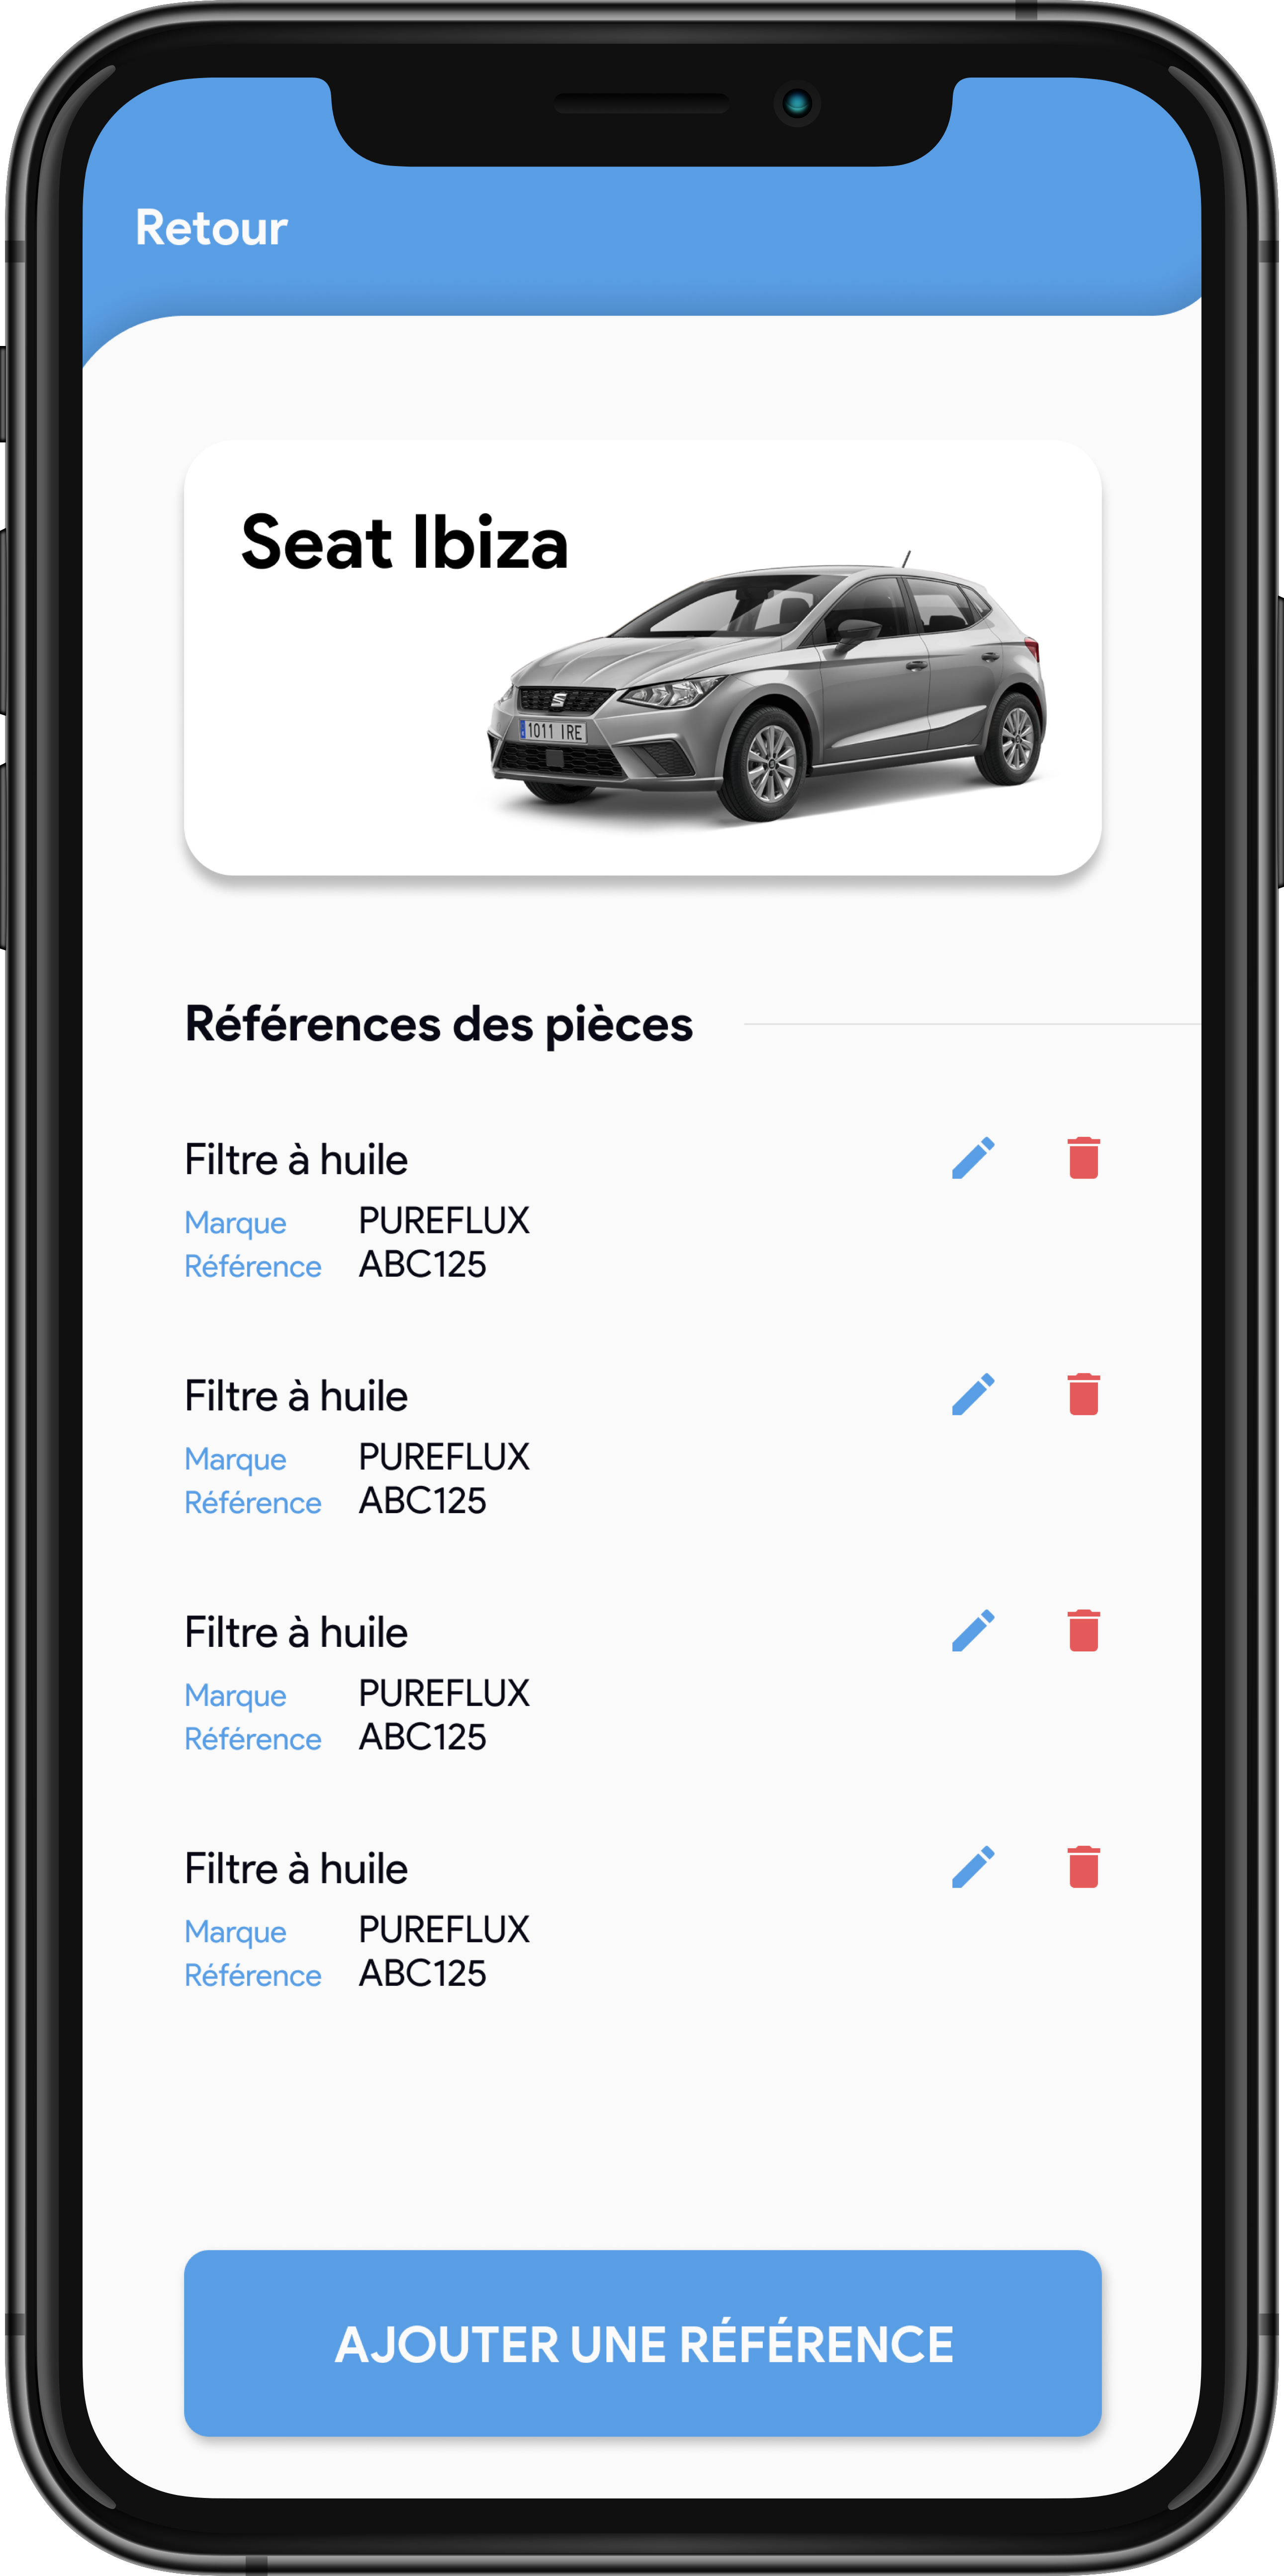 Retour
Seat Ibiza
1011 IRE
Références des pièces
Filtre à huile
Marque PUREFLUX
Référence ABC125
Filtre à huile
Marque PUREFLUX
Référence ABC125
Filtre à huile
Marque PUREFLUX
Référence ABC125
Filtre à huile
Marque PUREFLUX
Référence ABC125
AJOUTER UNE RÉFÉRENCE